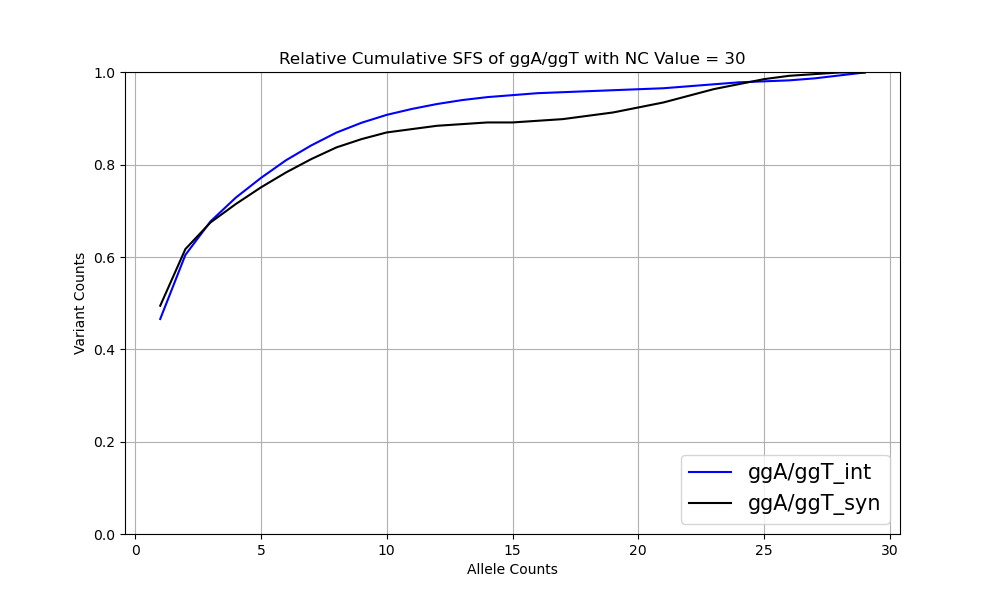 Relative Cumulative SFS of ggA/ggT with NC Value = 30
1.0
0.8
0.6
0.4
0.2
0.0
Variant Counts
0 5 10 15 20 25 30
Allele Counts
ggA/ggT_int
ggA/ggT_syn